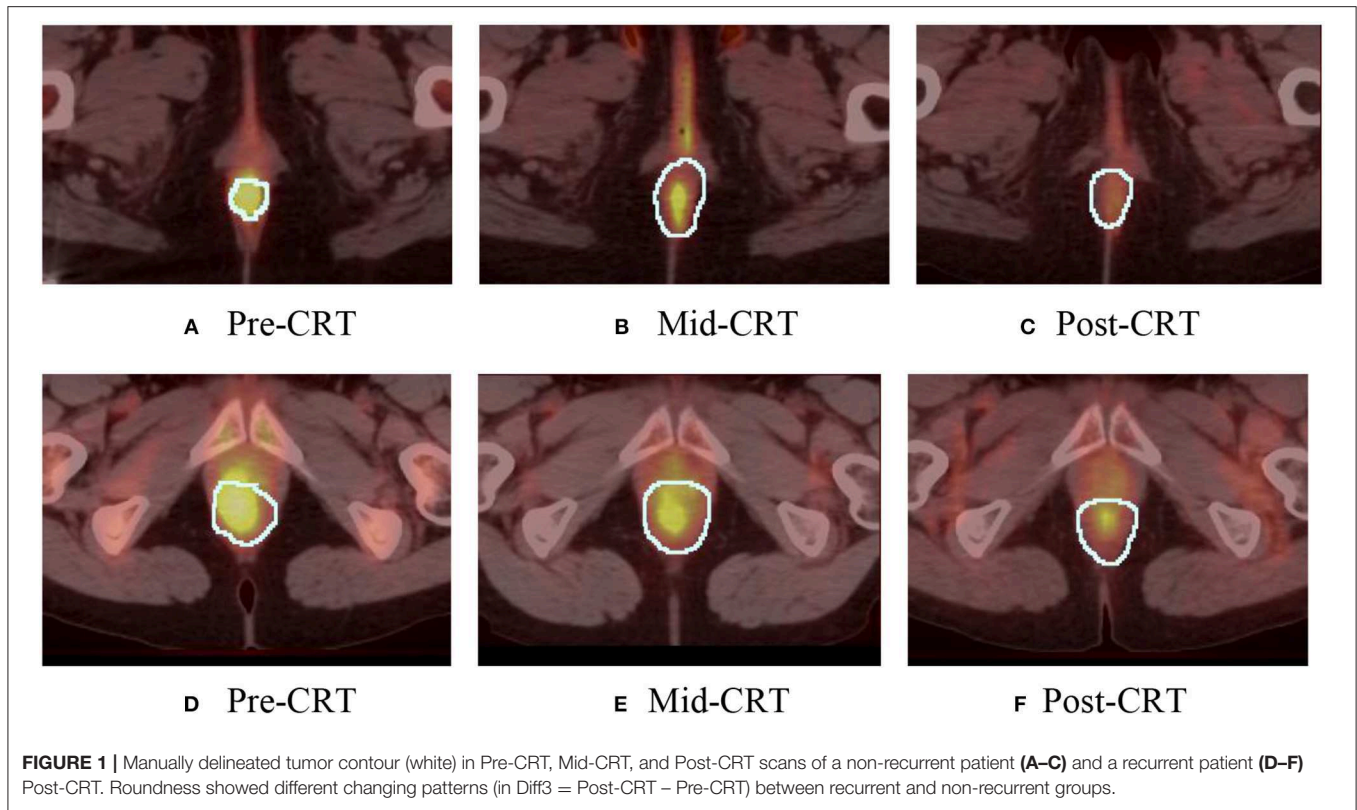 A Pre-CRT
B Mid-CRT
C Post-CRT
D Pre-CRT
E Mid-CRT
F Post-CRT
FIGURE 1 | Manually delineated tumor contour (white) in Pre-CRT, Mid-CRT, and Post-CRT scans of a non-recurrent patient (A–C) and a recurrent patient (D–F)
Post-CRT. Roundness showed different changing patterns (in Diff3 = Post-CRT – Pre-CRT) between recurrent and non-recurrent groups.